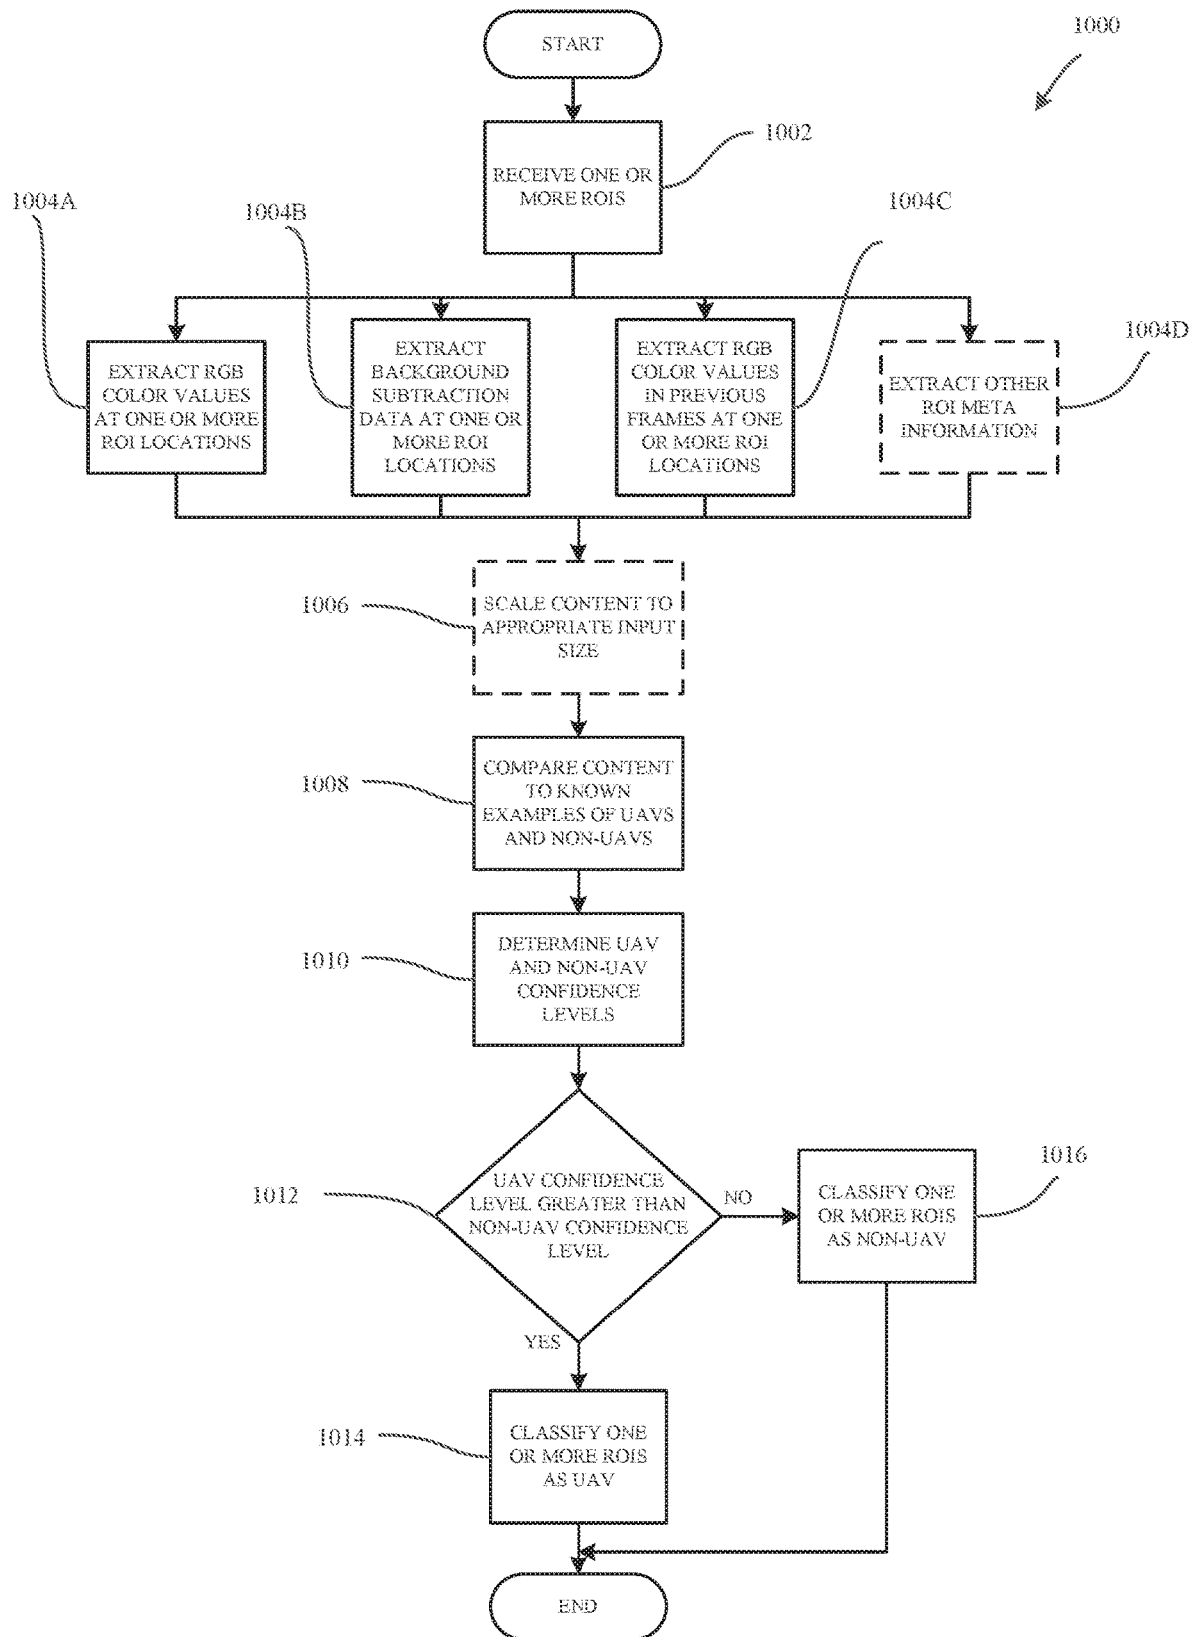 START
1000
1002
RECEIVE ONE OR
MORE ROIS
1004A
1004B
1004C
1004D
EXTRACT RGB
COLOR VALUES
AT ONE OR MORE
ROI LOCATIONS
EXTRACT
BACKGROUND
SUBTRACTION
DATA AT ONE OR
MORE ROI
LOCATIONS
EXTRACT RGB
COLOR VALUES
IN PREVIOUS
FRAMES AT ONE
OR MORE ROI
LOCATIONS
EXTRACT OTHER
ROI META
INFORMATION
1006
SCALE CONTENT TO
APPROPRIATE INPUT
SIZE
1008
COMPARE CONTENT
TO KNOWN
EXAMPLES OF UAVS
AND NON-UAVS
1010
DETERMINE UAV
AND NON-UAV
CONFIDENCE
LEVELS
1012
UAV CONFIDENCE
LEVEL GREATER THAN
NON-UAV CONFIDENCE
LEVEL
NO
1016
CLASSIFY ONE
OR MORE ROIS
AS NON-UAV
YES
1014
CLASSIFY ONE
OR MORE ROIS
AS UAV
END